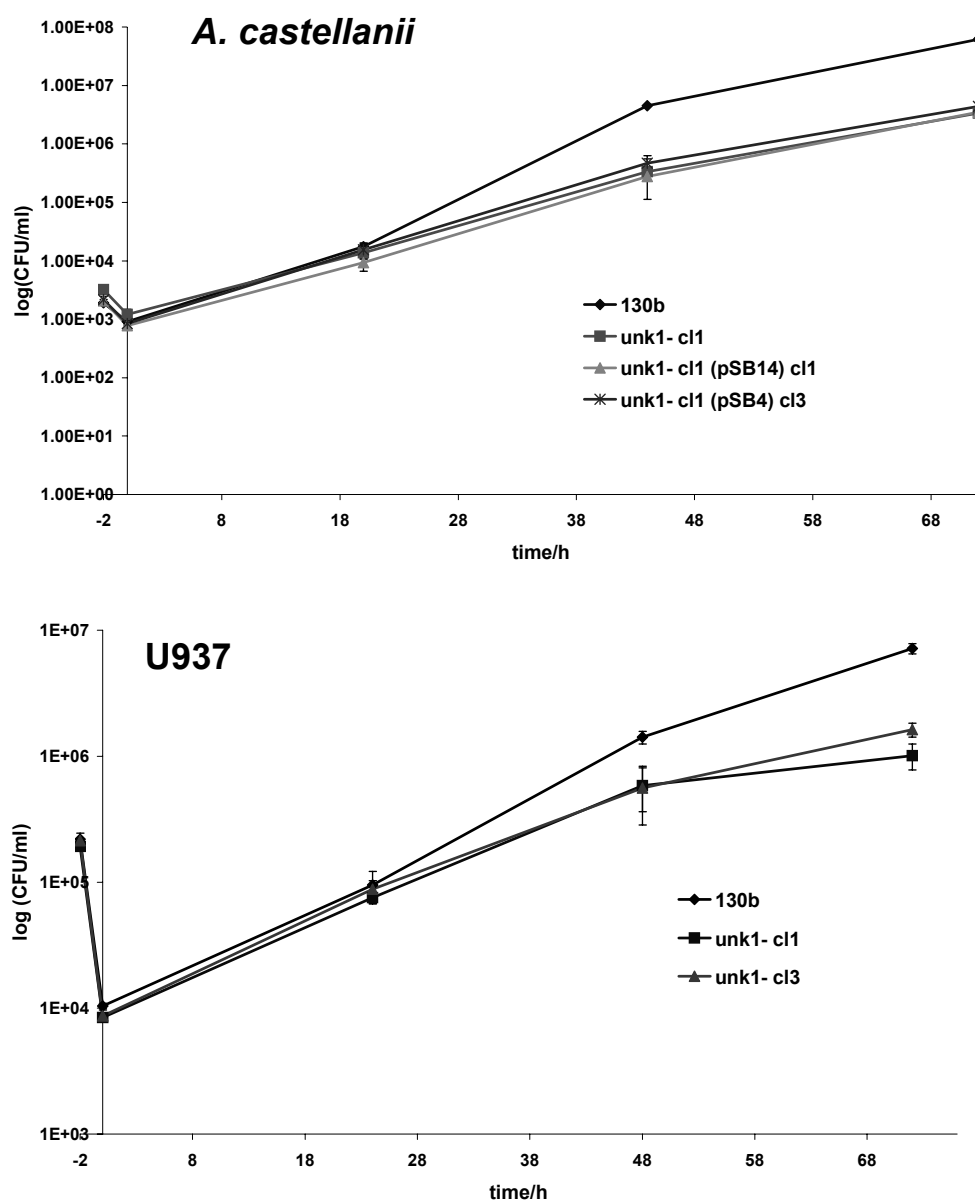 A. castellanii
1.00E+08
1.00E+07
1.00E+06
1.00E+05
1.00E+04
1.00E+03
1.00E+02
1.00E+01
1.00E+00
log(CFU/ml)
-2 8 18 28 38 48 58 68
time/h
130b
unk1- cl1
unk1- cl1 (pSB14) cl1
unk1- cl1 (pSB4) cl3
U937
1E+07
1E+06
1E+05
1E+04
1E+03
log (CFU/ml)
-2 8 18 28 38 48 58 68
time/h
130b
unk1- cl1
unk1- cl3